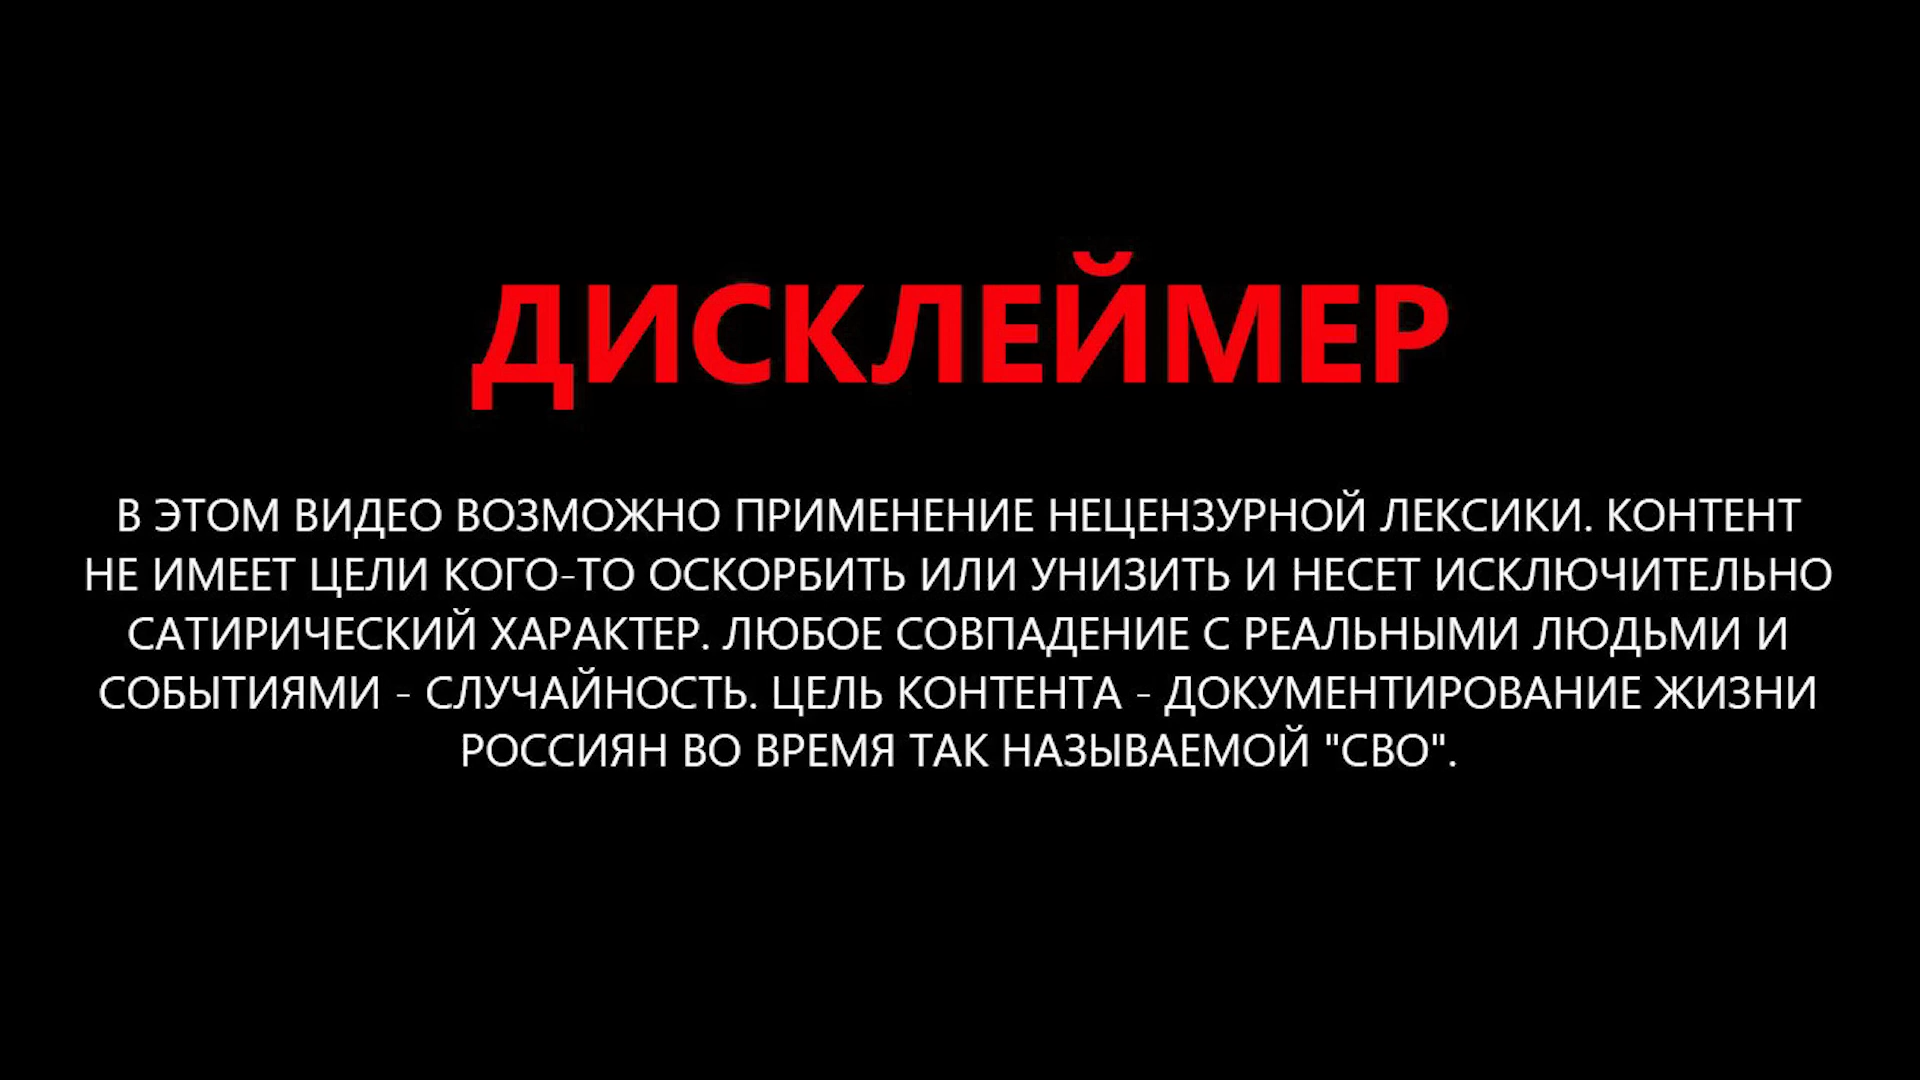 ДИСКЛЕЙМЕР
В ЭТОМ ВИДЕО ВОЗМОЖНО ПРИМЕНЕНИЕ НЕЦЕНЗУРНОЙ ЛЕКСИКИ. КОНТЕНТ
НЕ ИМЕЕТ ЦЕЛИ КОГО-ТО ОСКОРБИТЬ ИЛИ УНИЗИТЬ И НЕСЕТ ИСКЛЮЧИТЕЛЬНО
САТИРИЧЕСКИЙ ХАРАКТЕР. ЛЮБОЕ СОВПАДЕНИЕ С РЕАЛЬНЫМИ ЛЮДЬМИ И
СОБЫТИЯМИ - СЛУЧАЙНОСТЬ. ЦЕЛЬ КОНТЕНТА - ДОКУМЕНТИРОВАНИЕ ЖИЗНИ
РОССИЯН ВО ВРЕМЯ ТАК НАЗЫВАЕМОЙ "СВО".